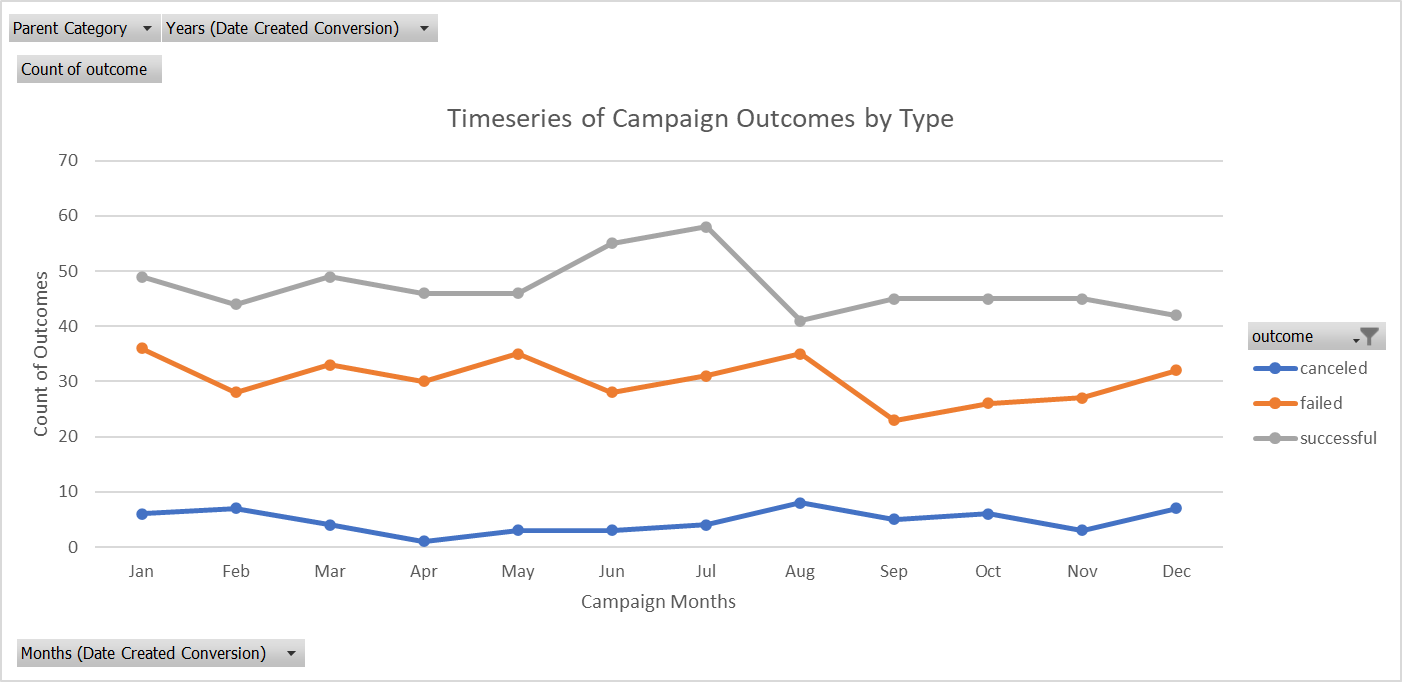 Parent Category Years (Date Created Conversion)
Count of outcome
Timeseries of Campaign Outcomes by Type
70
60
50
40
30
20
10
0
Count of Outcomes
Jan Feb Mar Apr May Jun Jul Aug Sep Oct Nov Dec
Campaign Months
outcome
canceled
failed
successful
Months (Date Created Conversion)